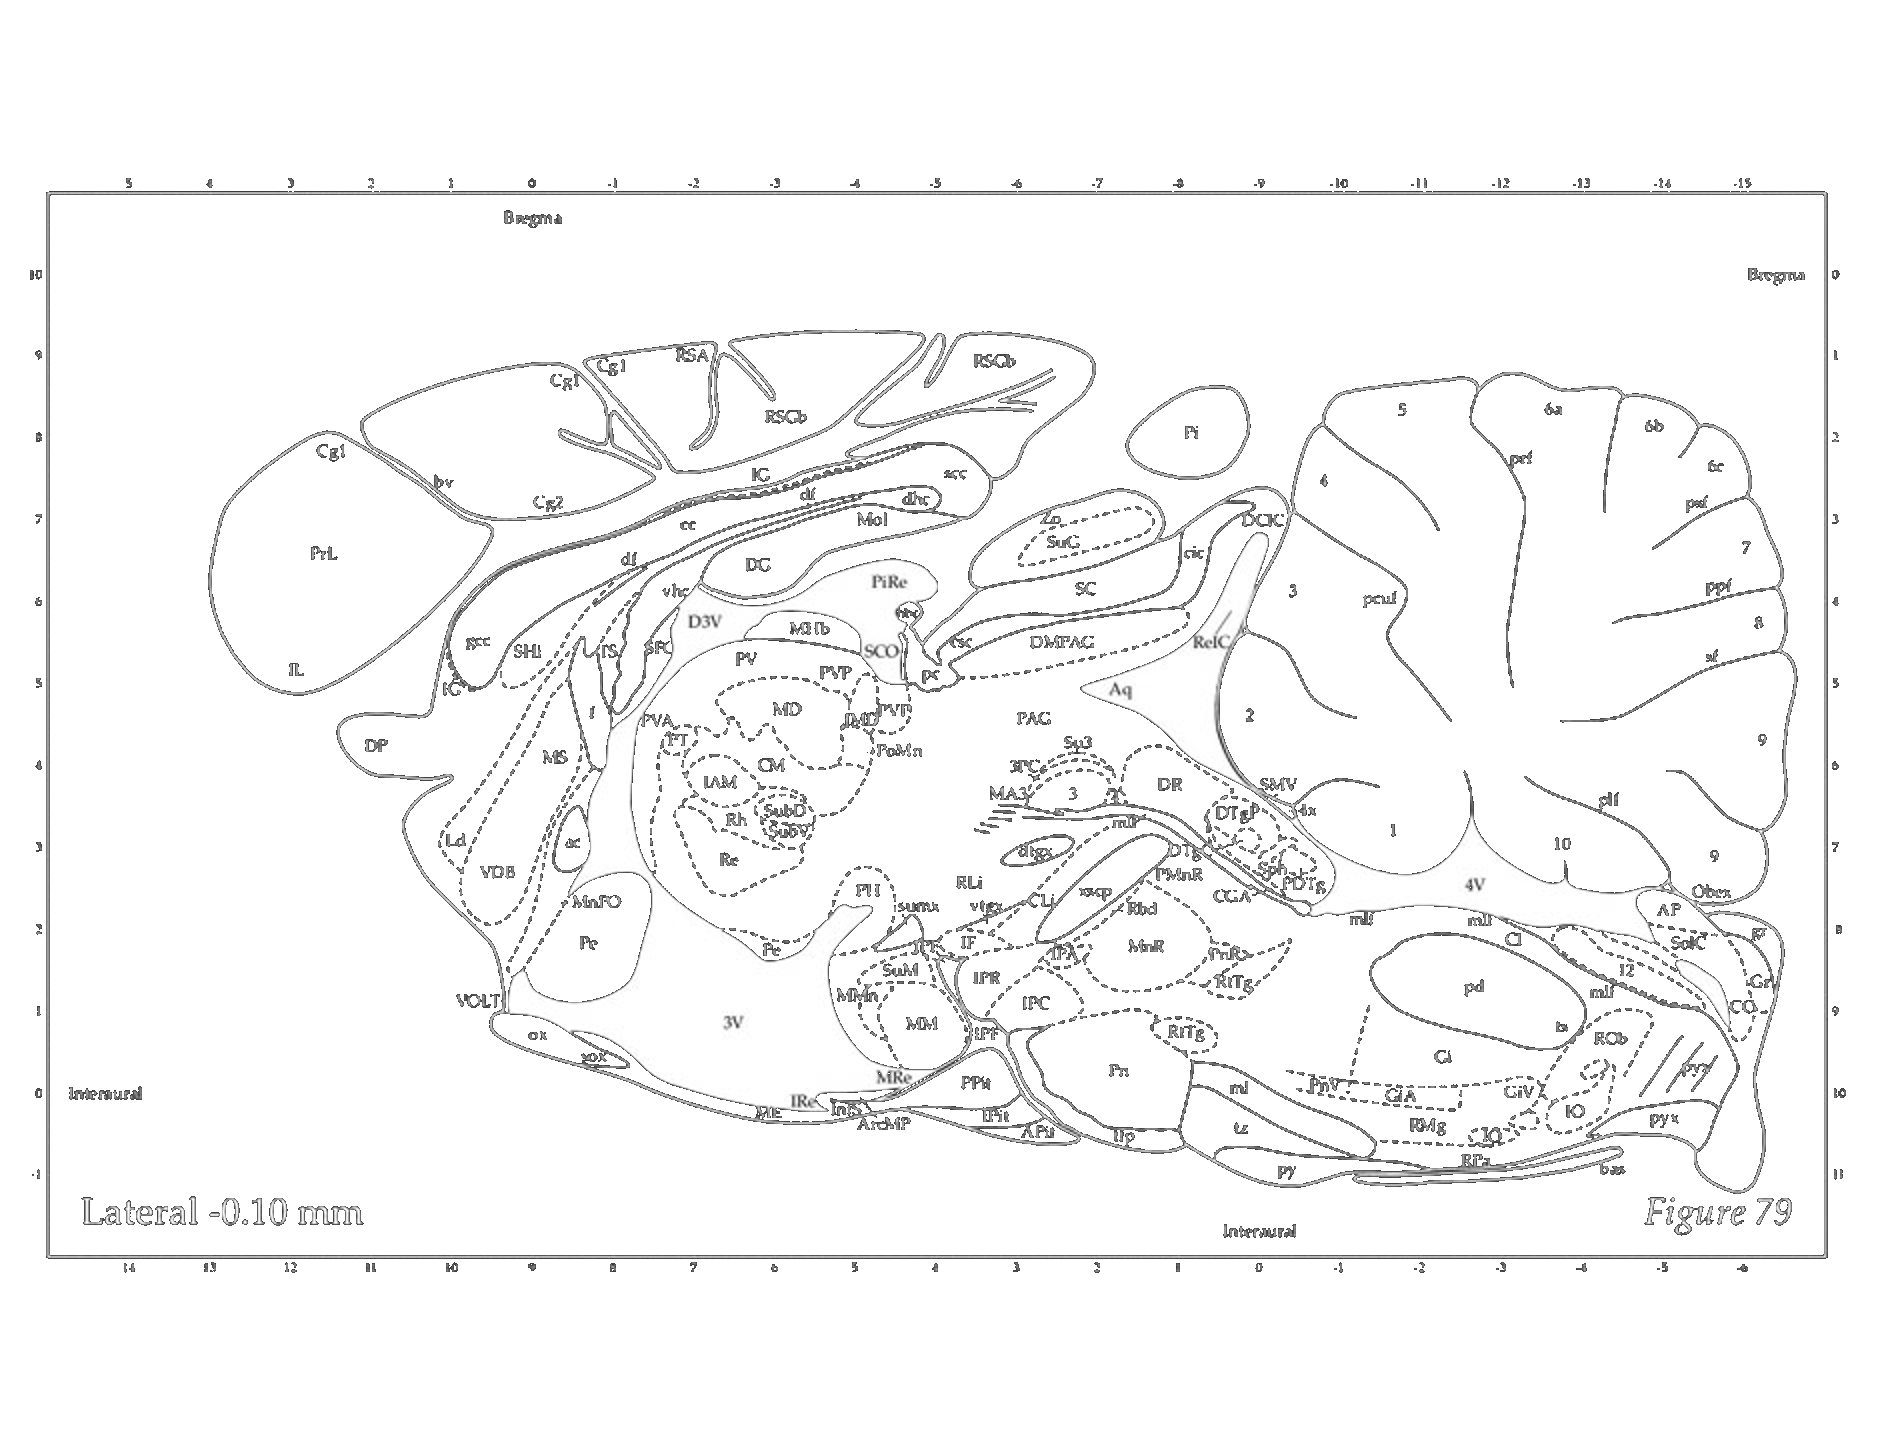 5 4 3 2 1 0 -1 -2 -3 -4 -5 -6 -7 -8 -9 -10 -11 -12 -13 -14 -15
Bregma
10 Bregma 0
9 1
Cg1 RSA RSGb
Cg1
RSGb
5 6a 6b
8 Pi 2
Cg1 prf 6c
bv IG scc 4
Cg2 df dhc psf
7 cc Mol Zo DCIC 3
PrL df DG SuG cic 7
vhc PiRe SC ppf
6 hbc 3 pcuf 4
D3V MHb 8
gcc SHi TS SFO SCO csc DMPAG ReIC
IL PV PVP pc sf
5 IG Aq 5
f MD IMD PVP PAG 2
DP PVA PT PoMn Su3 9
MS
4 CM 3PC 6
IAM MA3 3 DR SMV plf
SubD DTgP 4x
Ld Rh SubV mlf 1 10
3 ac dtgx DTg 7
Re Sph 9
VDB PH RLi xscp PMnR PDTg 4V Obex
MnPO sumx vtgx CLi Rbd CGA mlf mlf AP
2 Pe Pe IF IPA MnR PnR CI SolC gr 8
SuM IPR RtTg 12
VOLT MMn IPC pd mlf CC Gr
1 3V MM IPF 9
ox RtTg ts ROb
xox MRe PPit Pn Gi
0 Interaural IRe ml PnV GiA GiV IO pyx 10
ME InfS IPit RMg
ArcMP APit tz IO pyx
-1 py RPa bas 11
Lateral -0.10 mm Figure 79
Interaural
14 13 12 11 10 9 8 7 6 5 4 3 2 1 0 -1 -2 -3 -4 -5 -6